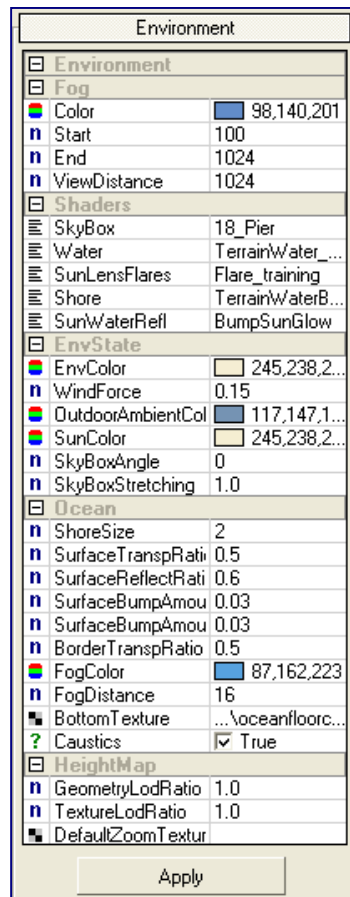 Environment
Environment
Fog
Color 98,140,201
n Start 100
n End 1024
n ViewDistance 1024
Shaders
SkyBox 18_Pier
Water TerrainWater_...
SunLensFlares Flare_training
Shore TerrainWaterB...
SunWaterRefl BumpSunGlow
EnvState
EnvColor 245,238,2...
n WindForce 0.15
OutdoorAmbientCol 117,147,1...
SunColor 245,238,2...
n SkyBoxAngle 0
n SkyBoxStretching 1.0
Ocean
n ShoreSize 2
n SurfaceTranspRati 0.5
n SurfaceReflectRati 0.6
n SurfaceBumpAmou 0.03
n SurfaceBumpAmou 0.03
n BorderTranspRatio 0.5
FogColor 87,162,223
n FogDistance 16
BottomTexture ...\oceanfloorc...
? Caustics True
HeightMap
n GeometryLodRatio 1.0
n TextureLodRatio 1.0
DefaultZoomTextur
Apply